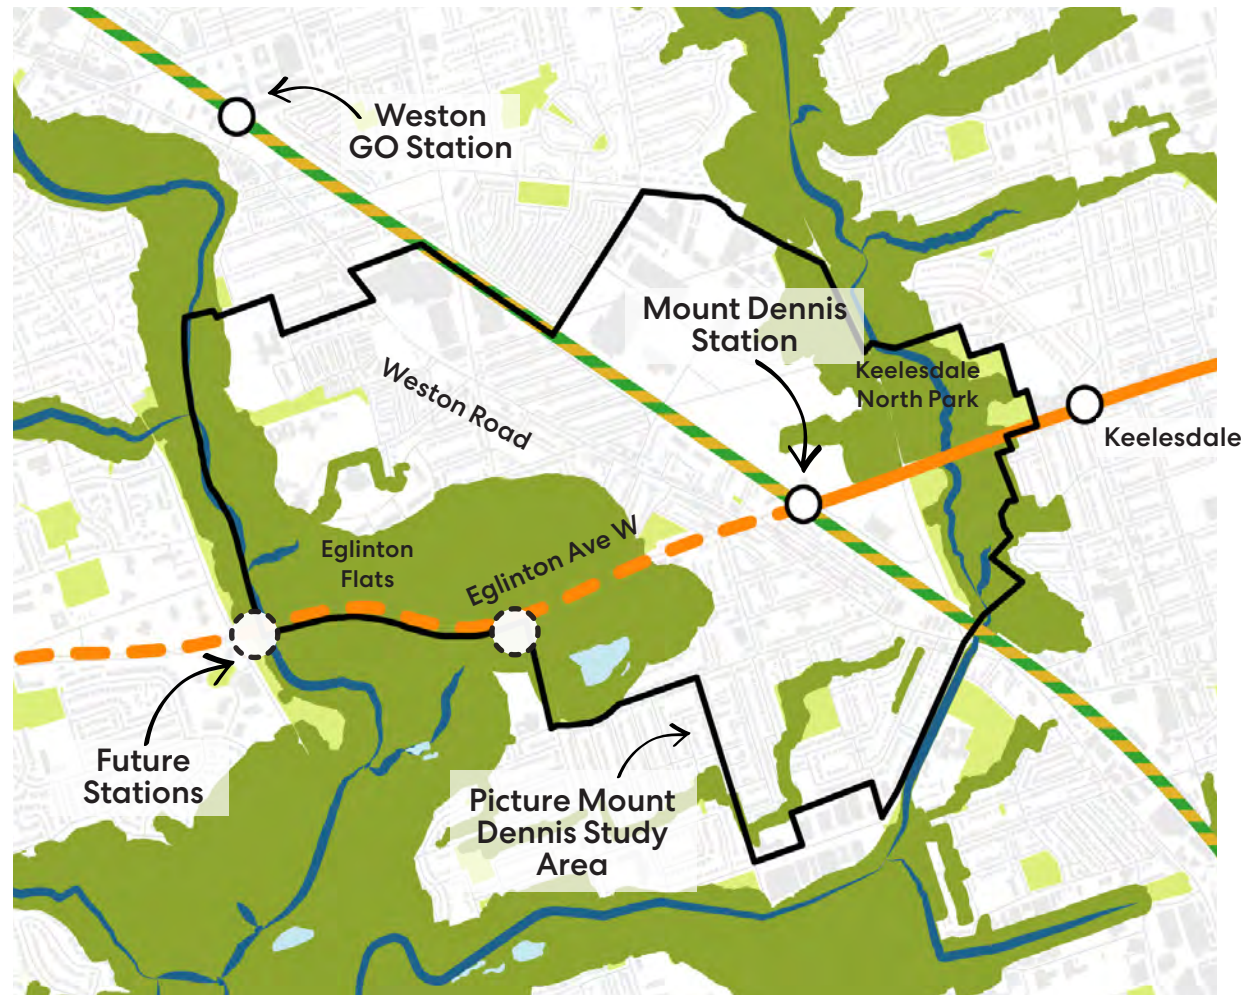 Weston
GO Station
Mount Dennis
Station
Keelesdale
North Park
Weston Road
Keelesdale
Eglinton Ave W
Eglinton
Flats
Future
Stations
Picture Mount
Dennis Study
Area